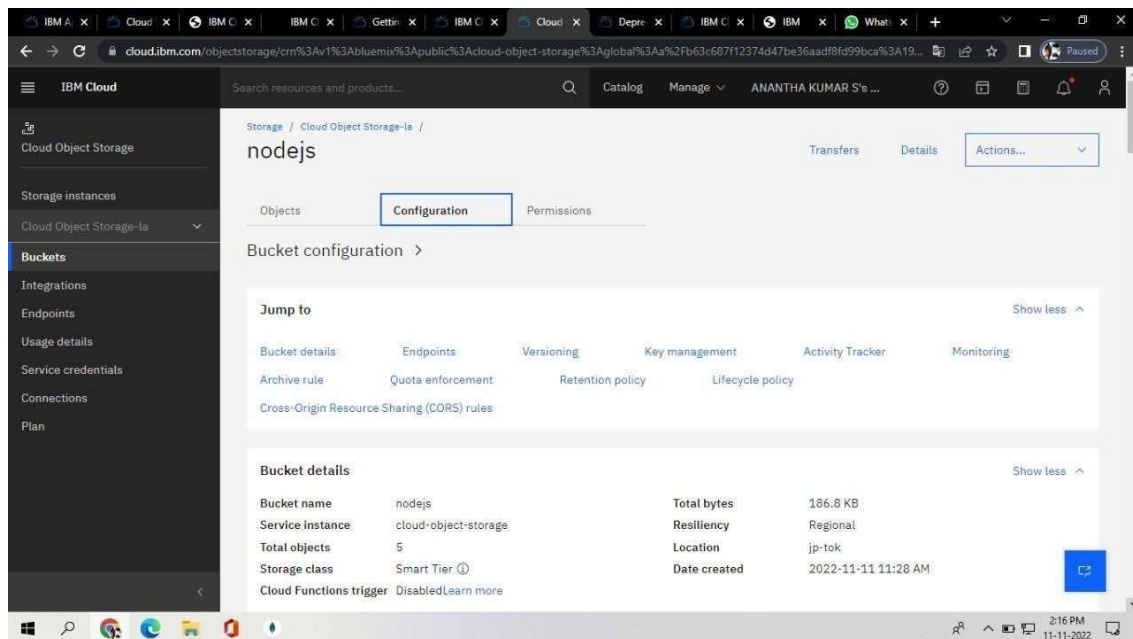 IBM A Cloud IBM Cl IBM Cl Gettin IBM Cl Cloud Depre IBM Cl IBM Whats
cloud.ibm.com/objectstorage/crn%3Av1%3Abluemix%3Apublic%3Acloud-object-storage%3Aglobal%3Aa%2Fb63c687f12374d47be36aadf8fd99bca%3A19... Paused
IBM Cloud Search resources and products... Catalog Manage ANANTHA KUMAR S's ...
Cloud Object Storage
Storage instances
Cloud Object Storage-la
Buckets
Integrations
Endpoints
Usage details
Service credentials
Connections
Plan
Storage / Cloud Object Storage-la /
nodejs
Transfers Details Actions...
Objects Configuration Permissions
Bucket configuration >
Jump to Show less
Bucket details Endpoints Versioning Key management Activity Tracker Monitoring
Archive rule Quota enforcement Retention policy Lifecycle policy
Cross-Origin Resource Sharing (CORS) rules
Bucket details Show less
Bucket name nodejs Total bytes 186.8 KB
Service instance cloud-object-storage Resiliency Regional
Total objects 5 Location jp-tok
Storage class Smart Tier Date created 2022-11-11 11:28 AM
Cloud Functions trigger DisabledLearn more
2:16 PM
11-11-2022